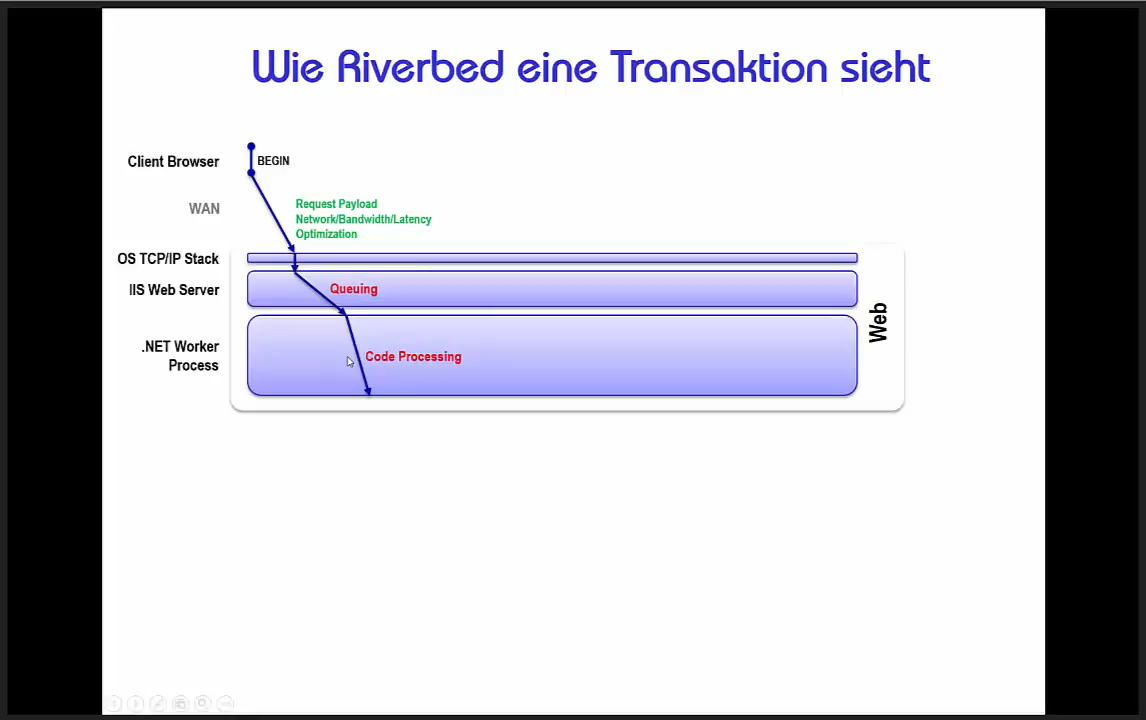 Wie Riverbed eine Transaktion sieht
Client Browser
BEGIN
WAN
Request Payload
Network/Bandwidth/Latency
Optimization
OS TCP/IP Stack
IIS Web Server
Queuing
.NET Worker
Process
Code Processing
Web